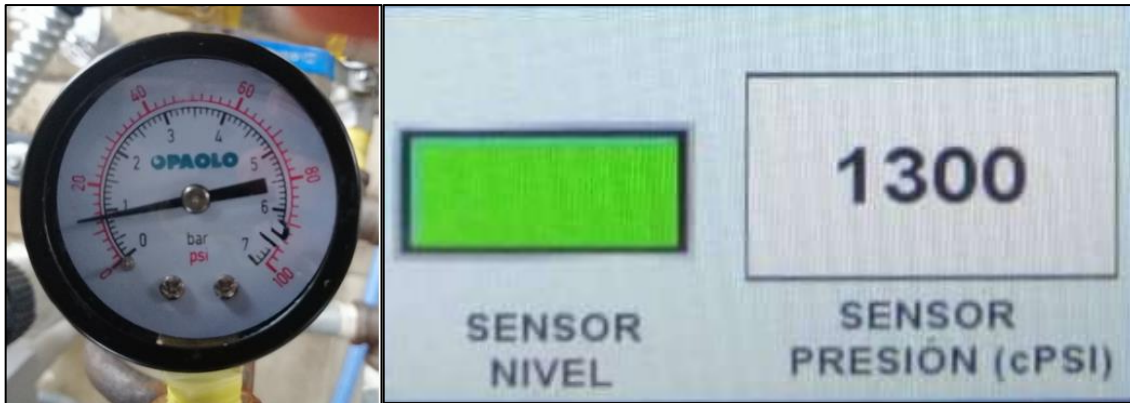 40
60
3
4
2
PAOLO
5
80
20
1
6
0
bar
7
psi
0
100
1300
SENSOR
NIVEL
SENSOR
PRESIÓN (cPSI)